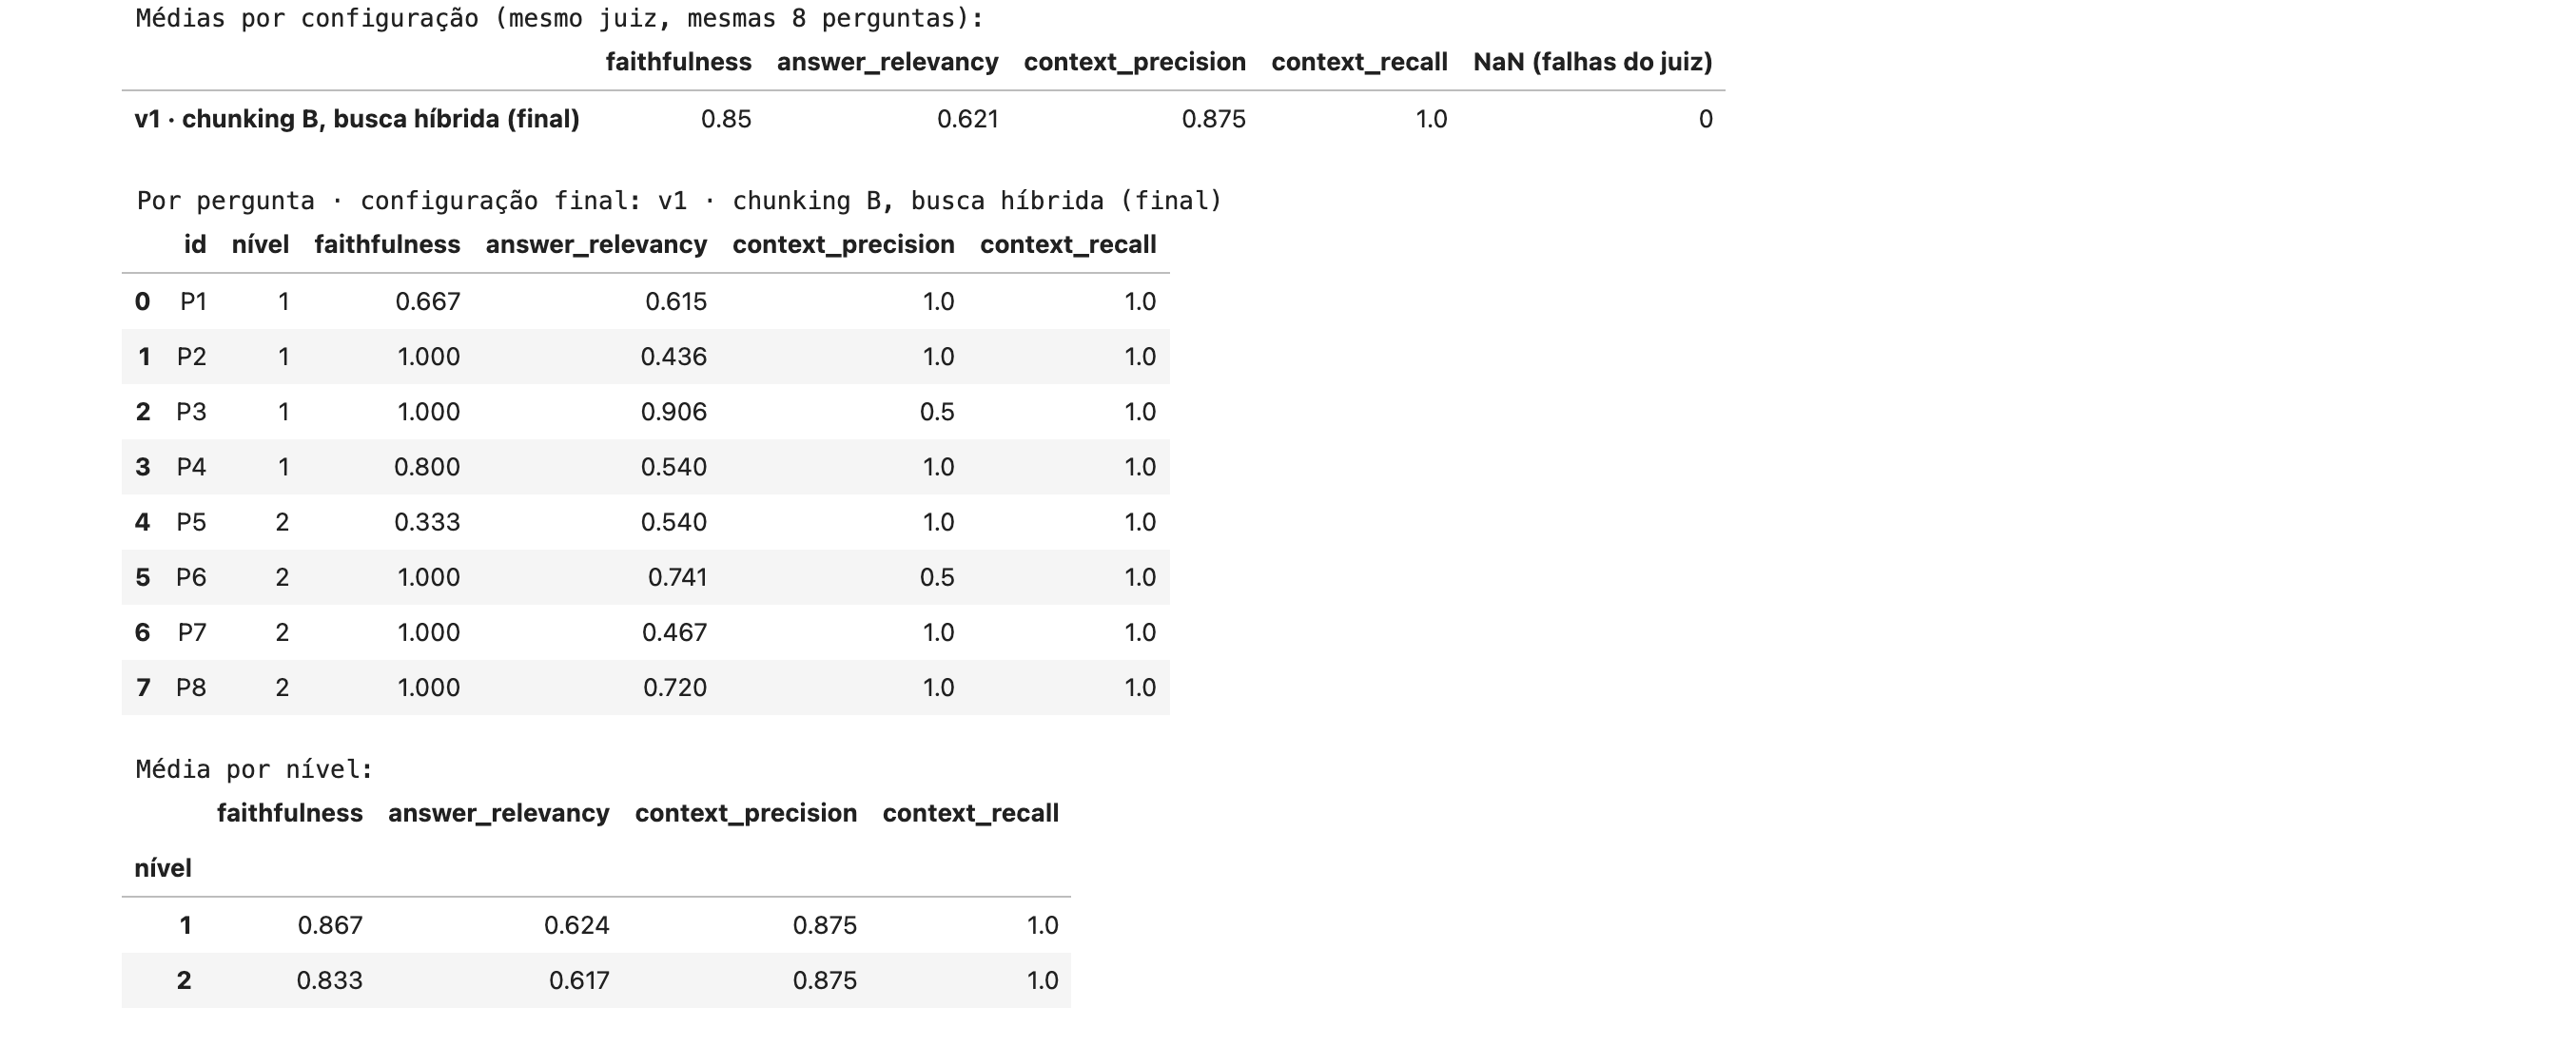 Médias por configuração (mesmo juiz, mesmas 8 perguntas):
faithfulness answer_relevancy context_precision context_recall NaN (falhas do juiz)
v1 · chunking B, busca híbrida (final) 0.85 0.621 0.875 1.0 0
Por pergunta · configuração final: v1 · chunking B, busca híbrida (final)
id nível faithfulness answer_relevancy context_precision context_recall
0 P1 1 0.667 0.615 1.0 1.0
1 P2 1 1.000 0.436 1.0 1.0
2 P3 1 1.000 0.906 0.5 1.0
3 P4 1 0.800 0.540 1.0 1.0
4 P5 2 0.333 0.540 1.0 1.0
5 P6 2 1.000 0.741 0.5 1.0
6 P7 2 1.000 0.467 1.0 1.0
7 P8 2 1.000 0.720 1.0 1.0
Média por nível:
faithfulness answer_relevancy context_precision context_recall
nível
1 0.867 0.624 0.875 1.0
2 0.833 0.617 0.875 1.0